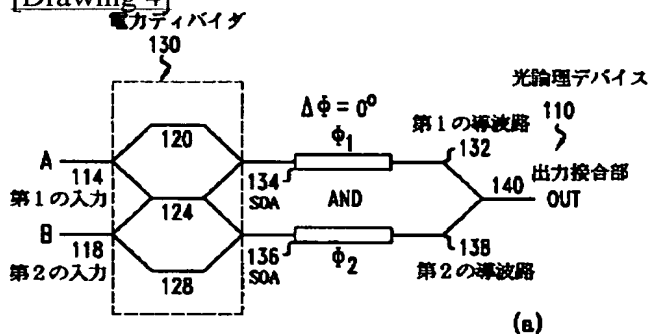 [Drawing 4]
電力ディバイダ
130
光論理デバイス
110
ΔΦ = 0°
Φ1
第1の導波路
132
120
A
114
第1の入力
134
SOA
AND
140
出力接合部
OUT
124
B
118
第2の入力
136
SOA
Φ2
138
第2の導波路
128
(a)